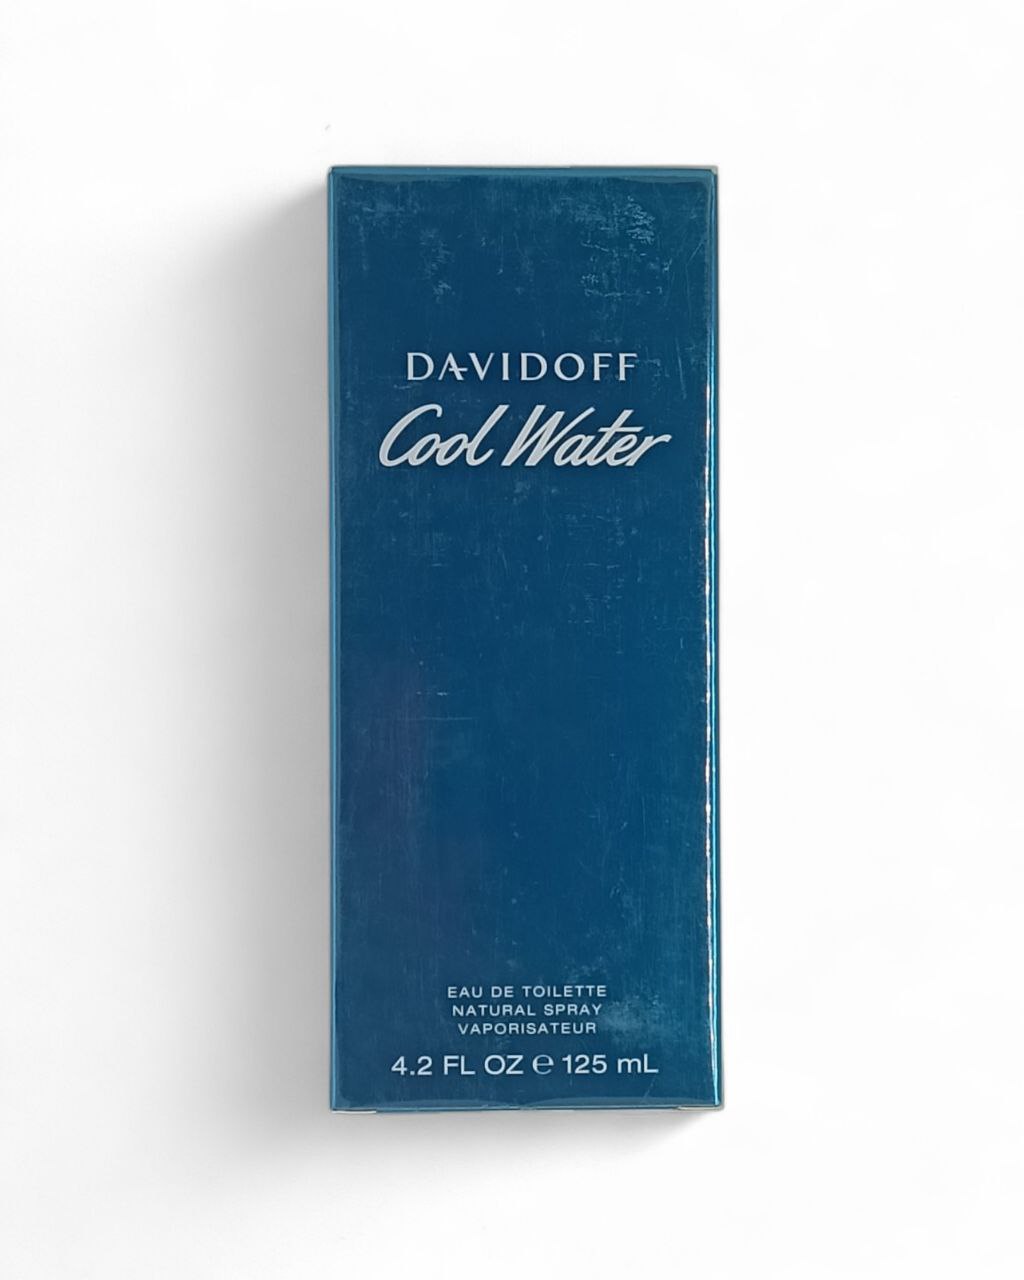 DAVIDOFF
Cool Water
EAU DE TOILETTE
NATURAL SPRAY
VAPORISATEUR
4.2 FL OZ ℮ 125 mL